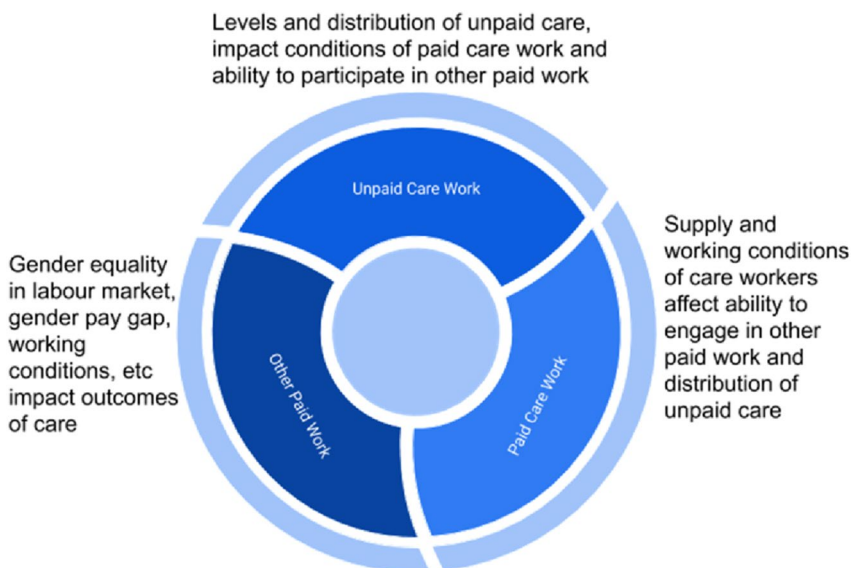 Levels and distribution of unpaid care,
impact conditions of paid care work and
ability to participate in other paid work
Unpaid Care Work
Supply and
working conditions
of care workers
affect ability to
engage in other
paid work and
distribution of
unpaid care
Paid Care Work
Gender equality
in labour market,
gender pay gap,
working
conditions, etc
impact outcomes
of care
Other Paid Work